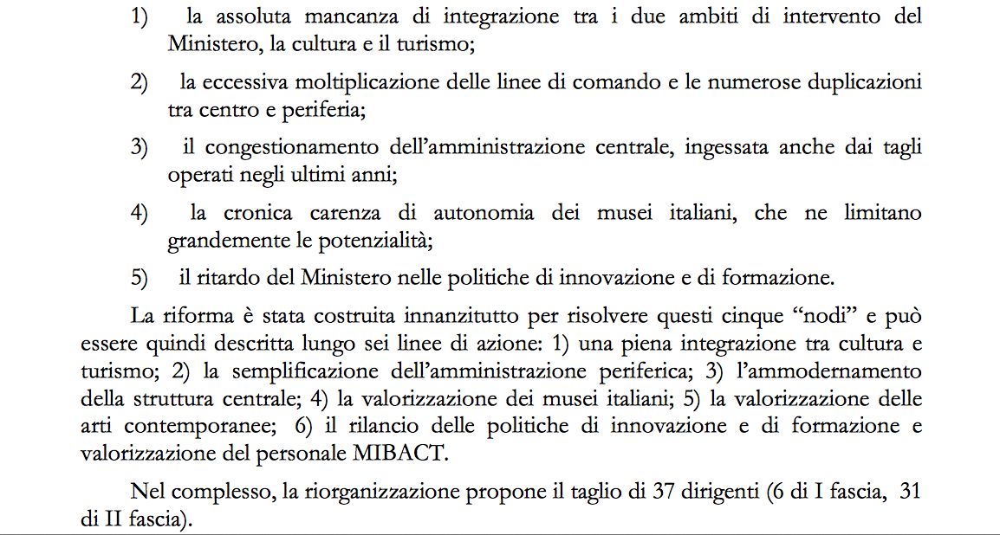 1) la assoluta mancanza di integrazione tra i due ambiti di intervento del
Ministero, la cultura e il turismo;
2) la eccessiva moltiplicazione delle linee di comando e le numerose duplicazioni
tra centro e periferia;
3) il congestionamento dell’amministrazione centrale, ingessata anche dai tagli
operati negli ultimi anni;
4) la cronica carenza di autonomia dei musei italiani, che ne limitano
grandemente le potenzialità;
5) il ritardo del Ministero nelle politiche di innovazione e di formazione.
La riforma è stata costruita innanzitutto per risolvere questi cinque “nodi” e può
essere quindi descritta lungo sei linee di azione: 1) una piena integrazione tra cultura e
turismo; 2) la semplificazione dell’amministrazione periferica; 3) l’ammodernamento
della struttura centrale; 4) la valorizzazione dei musei italiani; 5) la valorizzazione delle
arti contemporanee; 6) il rilancio delle politiche di innovazione e di formazione e
valorizzazione del personale MIBACT.
Nel complesso, la riorganizzazione propone il taglio di 37 dirigenti (6 di I fascia, 31
di II fascia).